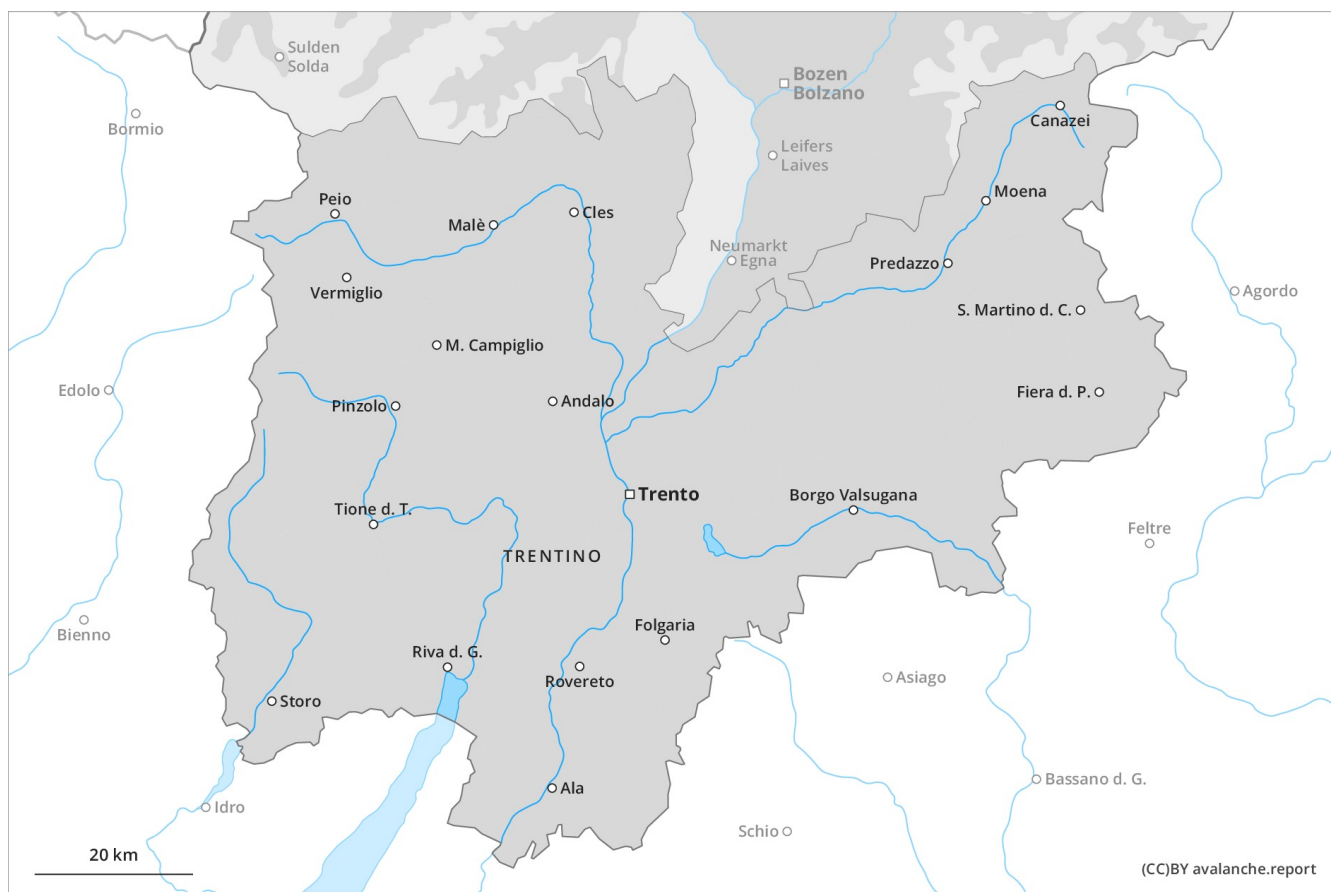 Sulden
Solda
Bozen
Bolzano
Bormio
Canazei
Leifers
Laives
Peio
Moena
Malè
Cles
Neumarkt
Egna
Predazzo
Vermiglio
Agordo
S. Martino d. C.
M. Campiglio
Edolo
Fiera d. P.
Pinzolo
Andalo
Trento
Borgo Valsugana
Tione d. T.
Feltre
TRENTINO
Bienno
Folgaria
Riva d. G.
Asiago
Rovereto
Storo
Bassano d. G.
Ala
Idro
Schio
20 km
(CC)BY avalanche.report